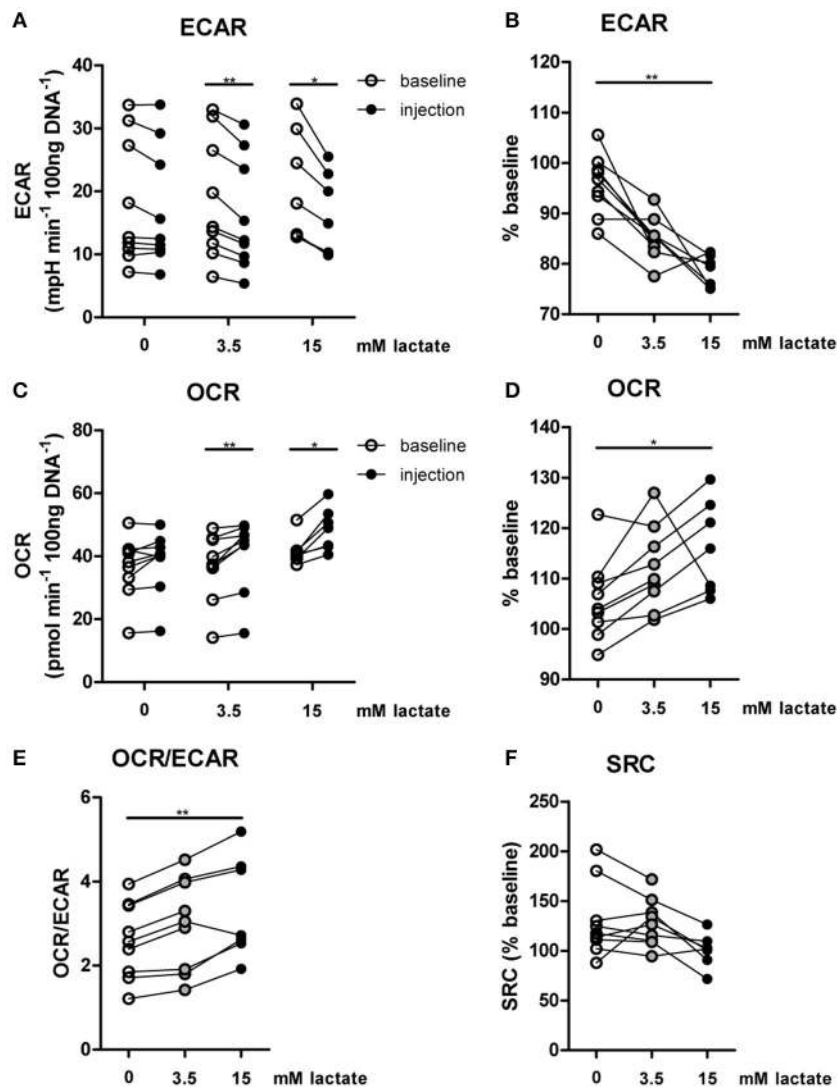 A
ECAR
ECAR
(mpH min⁻¹ 100ng DNA⁻¹)
40
30
20
10
0
**
*
baseline
injection
0 3.5 15 mM lactate
B
ECAR
% baseline
120
110
100
90
80
70
**
0 3.5 15 mM lactate
C
OCR
OCR
(pmol min⁻¹ 100ng DNA⁻¹)
80
60
40
20
0
**
*
baseline
injection
0 3.5 15 mM lactate
D
OCR
% baseline
140
130
120
110
100
90
*
0 3.5 15 mM lactate
E
OCR/ECAR
OCR/ECAR
6
4
2
0
**
0 3.5 15 mM lactate
F
SRC
SRC (% baseline)
250
200
150
100
50
0
0 3.5 15 mM lactate